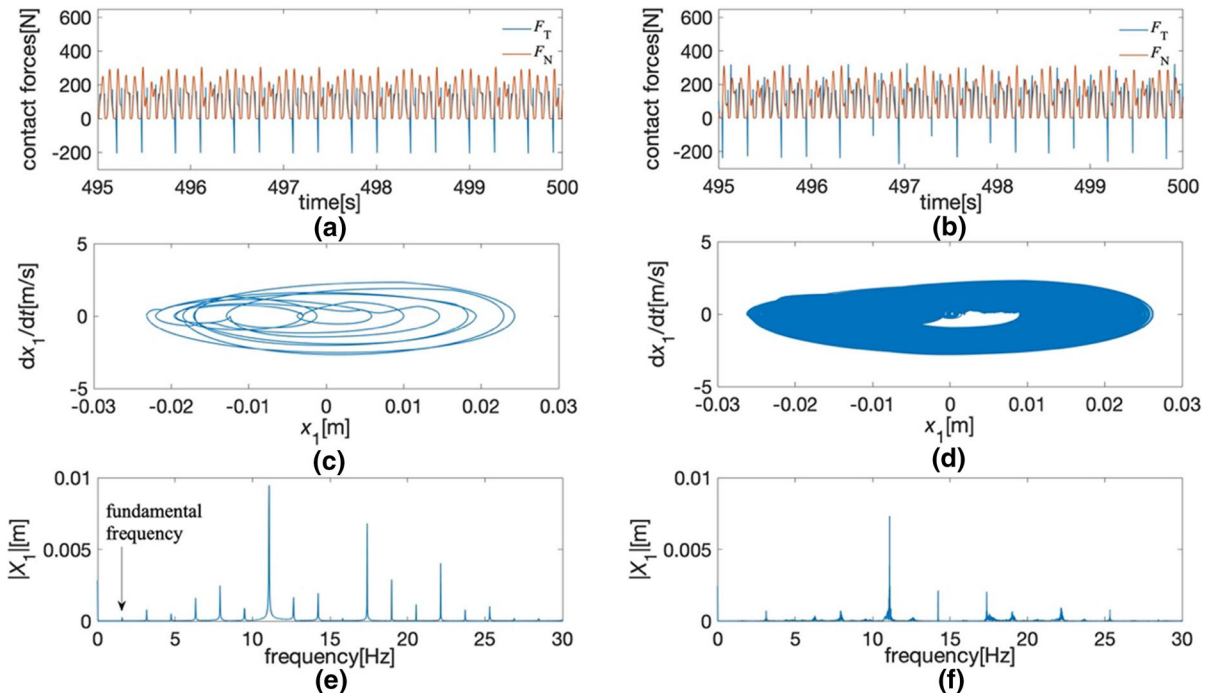 600
400
200
0
-200
contact forces[N]
F_T
F_N
495 496 497 498 499 500
time[s]
(a)
600
400
200
0
-200
contact forces[N]
F_T
F_N
495 496 497 498 499 500
time[s]
(b)
5
0
-5
dx_1/dt[m/s]
-0.03 -0.02 -0.01 0 0.01 0.02 0.03
x_1[m]
(c)
5
0
-5
dx_1/dt[m/s]
-0.03 -0.02 -0.01 0 0.01 0.02 0.03
x_1[m]
(d)
0.01
0.005
0
|X_1|[m]
fundamental
frequency
0 5 10 15 20 25 30
frequency[Hz]
(e)
0.01
0.005
0
|X_1|[m]
0 5 10 15 20 25 30
frequency[Hz]
(f)